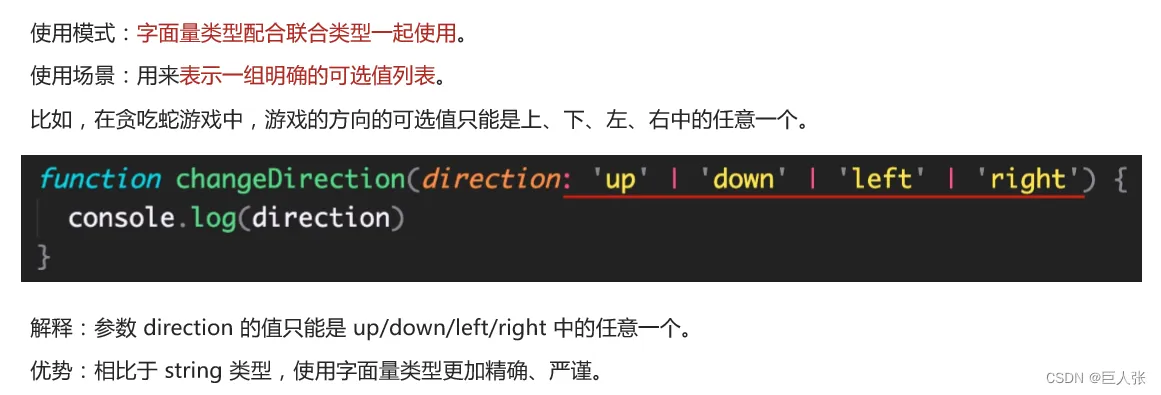 使用模式：字面量类型配合联合类型一起使用。
使用场景：用来表示一组明确的可选值列表。
比如，在贪吃蛇游戏中，游戏的方向的可选值只能是上、下、左、右中的任意一个。
function changeDirection(direction: 'up' | 'down' | 'left' | 'right') {
  console.log(direction)
}
解释：参数 direction 的值只能是 up/down/left/right 中的任意一个。
优势：相比于 string 类型，使用字面量类型更加精确、严谨。
CSDN @巨人张